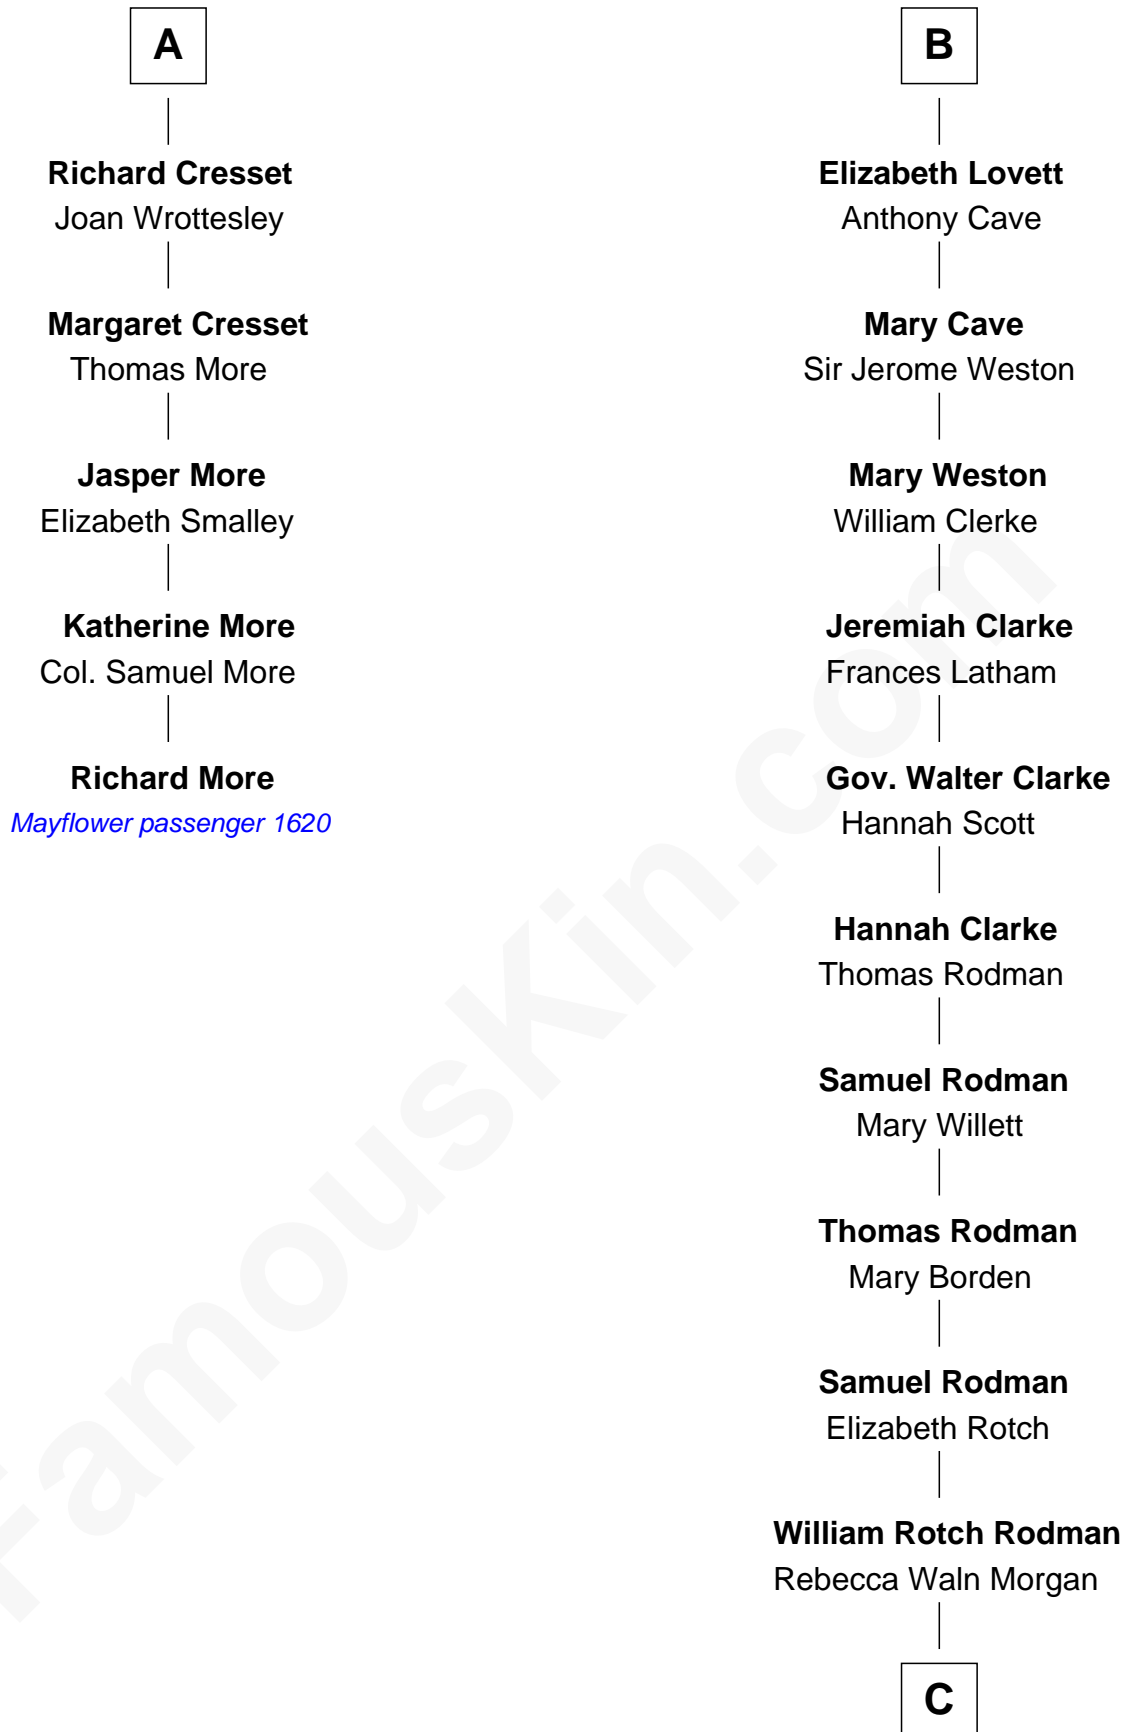 A
Richard Cresset
Joan Wrottesley
Margaret Cresset
Thomas More
Jasper More
Elizabeth Smalley
Katherine More
Col. Samuel More
Richard More
Mayflower passenger 1620
B
Elizabeth Lovett
Anthony Cave
Mary Cave
Sir Jerome Weston
Mary Weston
William Clerke
Jeremiah Clarke
Frances Latham
Gov. Walter Clarke
Hannah Scott
Hannah Clarke
Thomas Rodman
Samuel Rodman
Mary Willett
Thomas Rodman
Mary Borden
Samuel Rodman
Elizabeth Rotch
William Rotch Rodman
Rebecca Waln Morgan
C
FamousKin.com